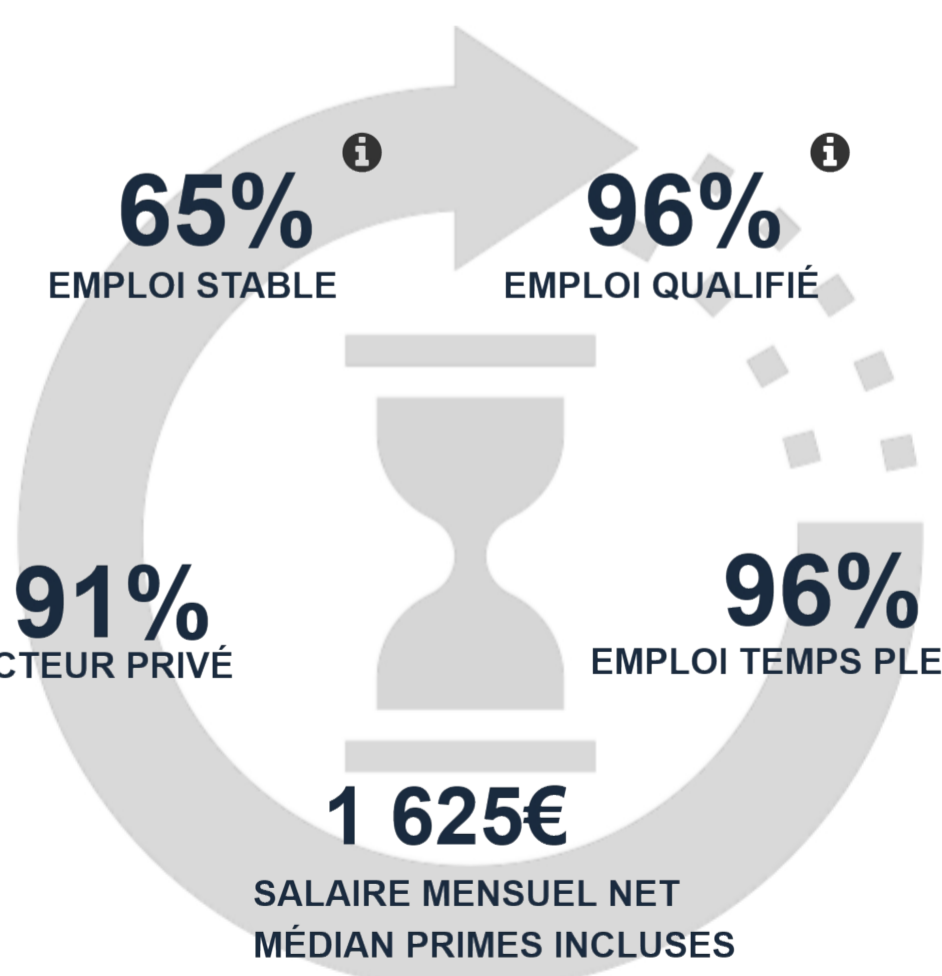 65%
EMPLOI STABLE
96%
EMPLOI QUALIFIÉ
91%
CTEUR PRIVÉ
96%
EMPLOI TEMPS PLE
1 625€
SALAIRE MENSUEL NET
MÉDIAN PRIMES INCLUSES